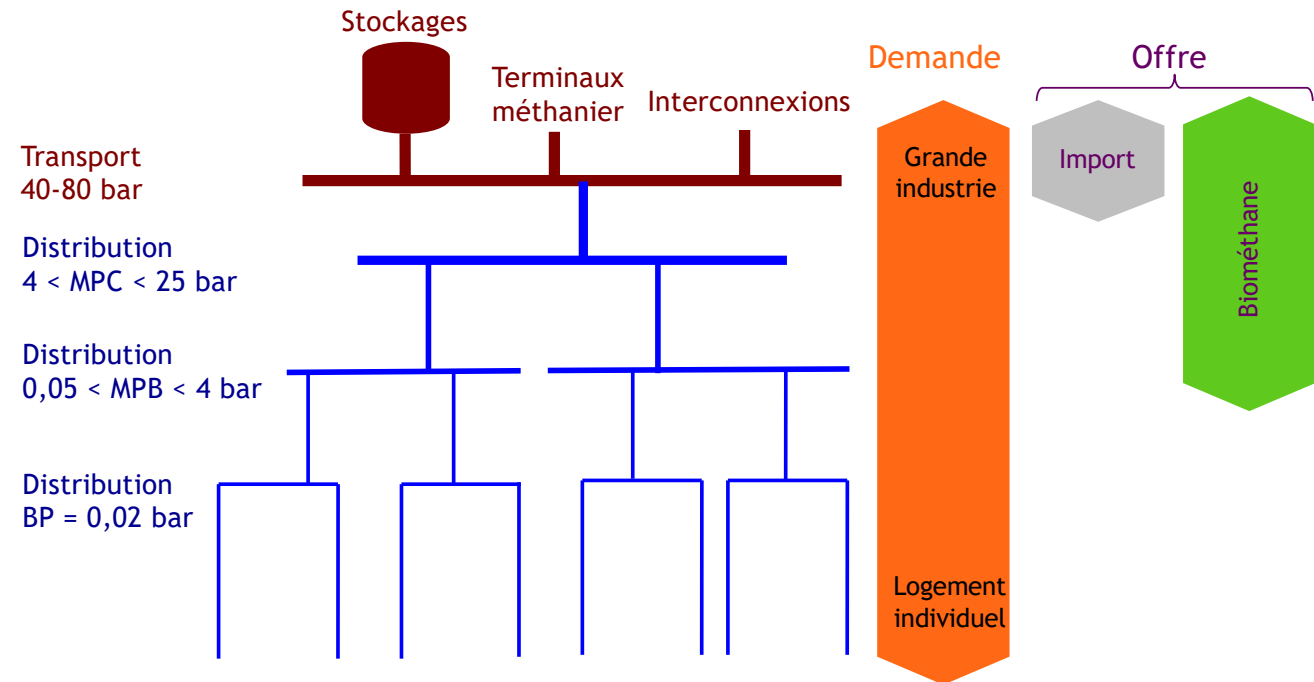 Stockages
Terminaux
méthanier
Interconnexions
Demande
Offre
Transport
40-80 bar
Grande
industrie
Import
Biométhane
Distribution
4 < MPC < 25 bar
Distribution
0,05 < MPB < 4 bar
Distribution
BP = 0,02 bar
Logement
individuel